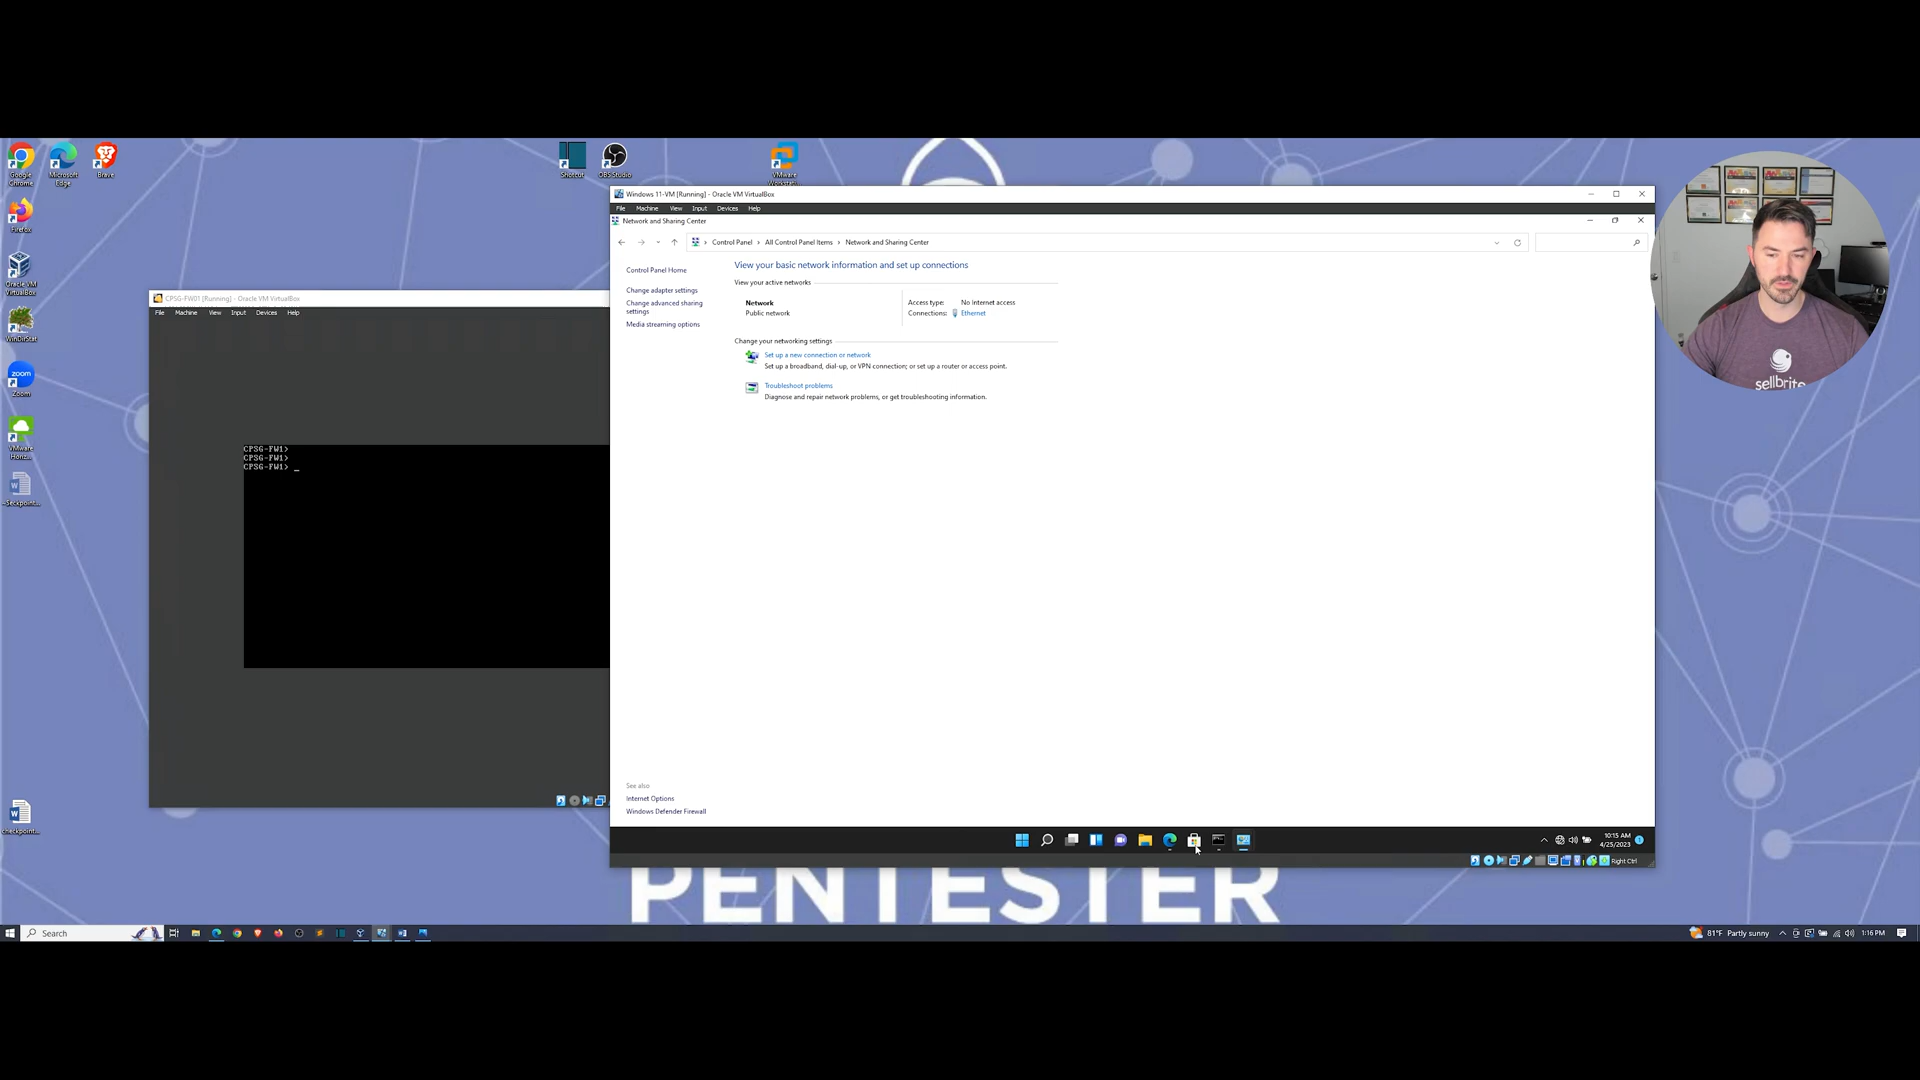 Google
Chrome
Microsoft
Edge
Brave
Shotcut
OBS Studio
VMware
Workstati...
Firefox
Oracle VM
VirtualBox
WinDirStat
zoom
Zoom
VMware
Horiz...
checkpoint...
CPSG-FW01 [Running] - Oracle VM VirtualBox
File Machine View Input Devices Help
CPSG-FW1>
CPSG-FW1>
CPSG-FW1> _
Windows 11-VM [Running] - Oracle VM VirtualBox
File Machine View Input Devices Help
Network and Sharing Center
Control Panel › All Control Panel Items › Network and Sharing Center
Control Panel Home
Change adapter settings
Change advanced sharing
settings
Media streaming options
View your basic network information and set up connections
View your active networks
Network
Public network
Access type: No Internet access
Connections: Ethernet
Change your networking settings
Set up a new connection or network
Set up a broadband, dial-up, or VPN connection; or set up a router or access point.
Troubleshoot problems
Diagnose and repair network problems, or get troubleshooting information.
See also
Internet Options
Windows Defender Firewall
10:15 AM
4/25/2023
Right Ctrl
sellbrite
PENTESTER
Search
81°F Partly sunny
1:16 PM